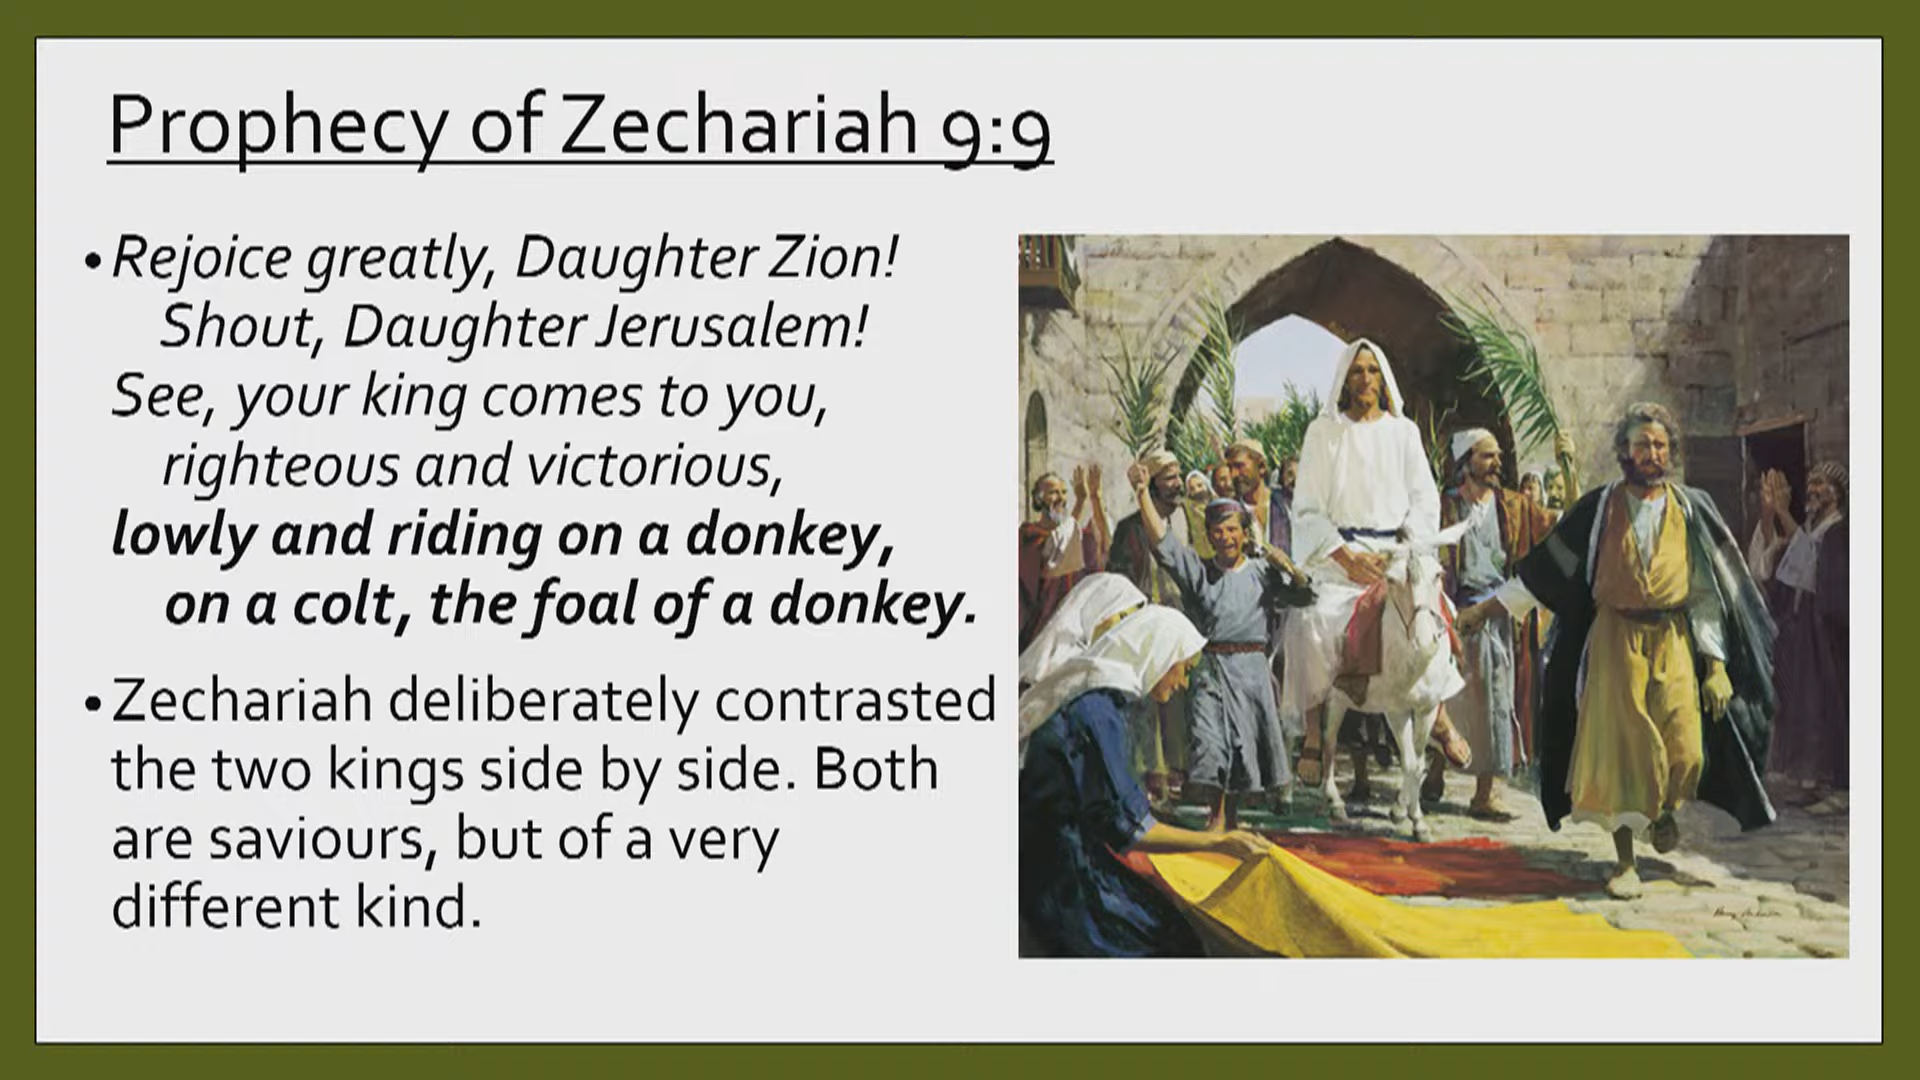 Prophecy of Zechariah 9:9
• Rejoice greatly, Daughter Zion!
Shout, Daughter Jerusalem!
See, your king comes to you,
righteous and victorious,
lowly and riding on a donkey,
on a colt, the foal of a donkey.
• Zechariah deliberately contrasted
the two kings side by side. Both
are saviours, but of a very
different kind.